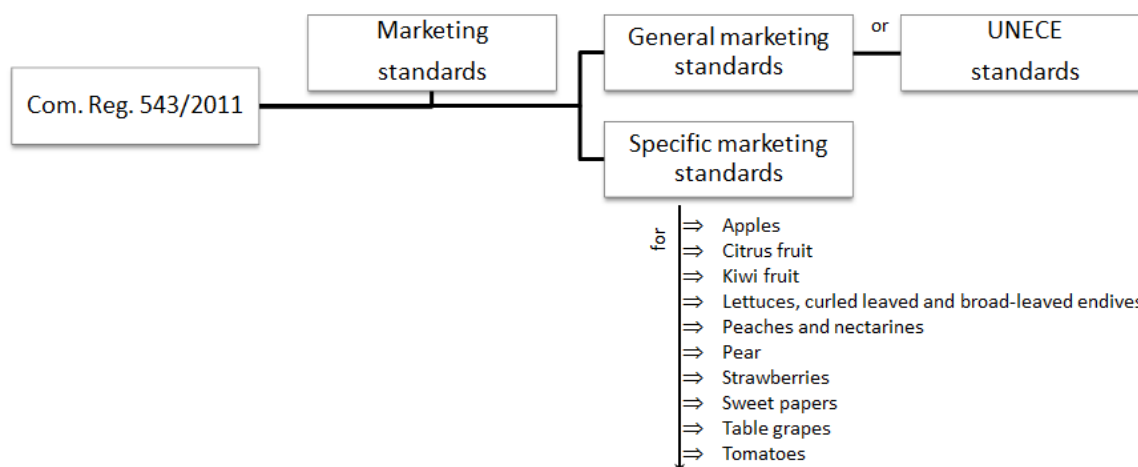 Com. Reg. 543/2011
Marketing
standards
General marketing
standards
or
UNECE
standards
Specific marketing
standards
for
⇒ Apples
⇒ Citrus fruit
⇒ Kiwi fruit
⇒ Lettuces, curled leaved and broad-leaved endives
⇒ Peaches and nectarines
⇒ Pear
⇒ Strawberries
⇒ Sweet papers
⇒ Table grapes
⇒ Tomatoes